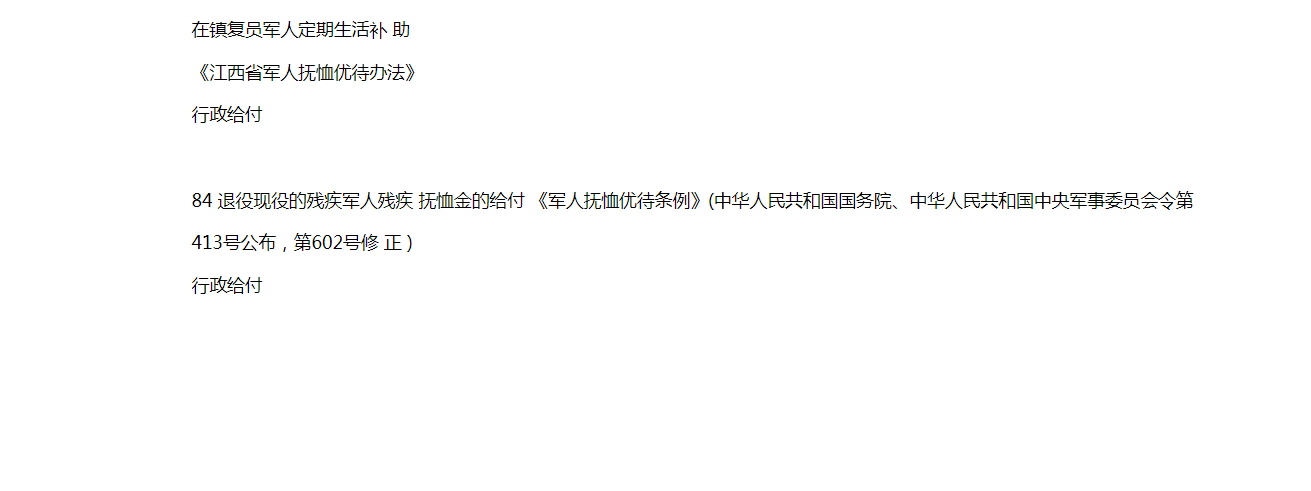 在镇复员军人定期生活补 助
《江西省军人抚恤优待办法》
行政给付
84 退役现役的残疾军人残疾 抚恤金的给付 《军人抚恤优待条例》(中华人民共和国国务院、中华人民共和国中央军事委员会令第
413号公布，第602号修 正 )
行政给付